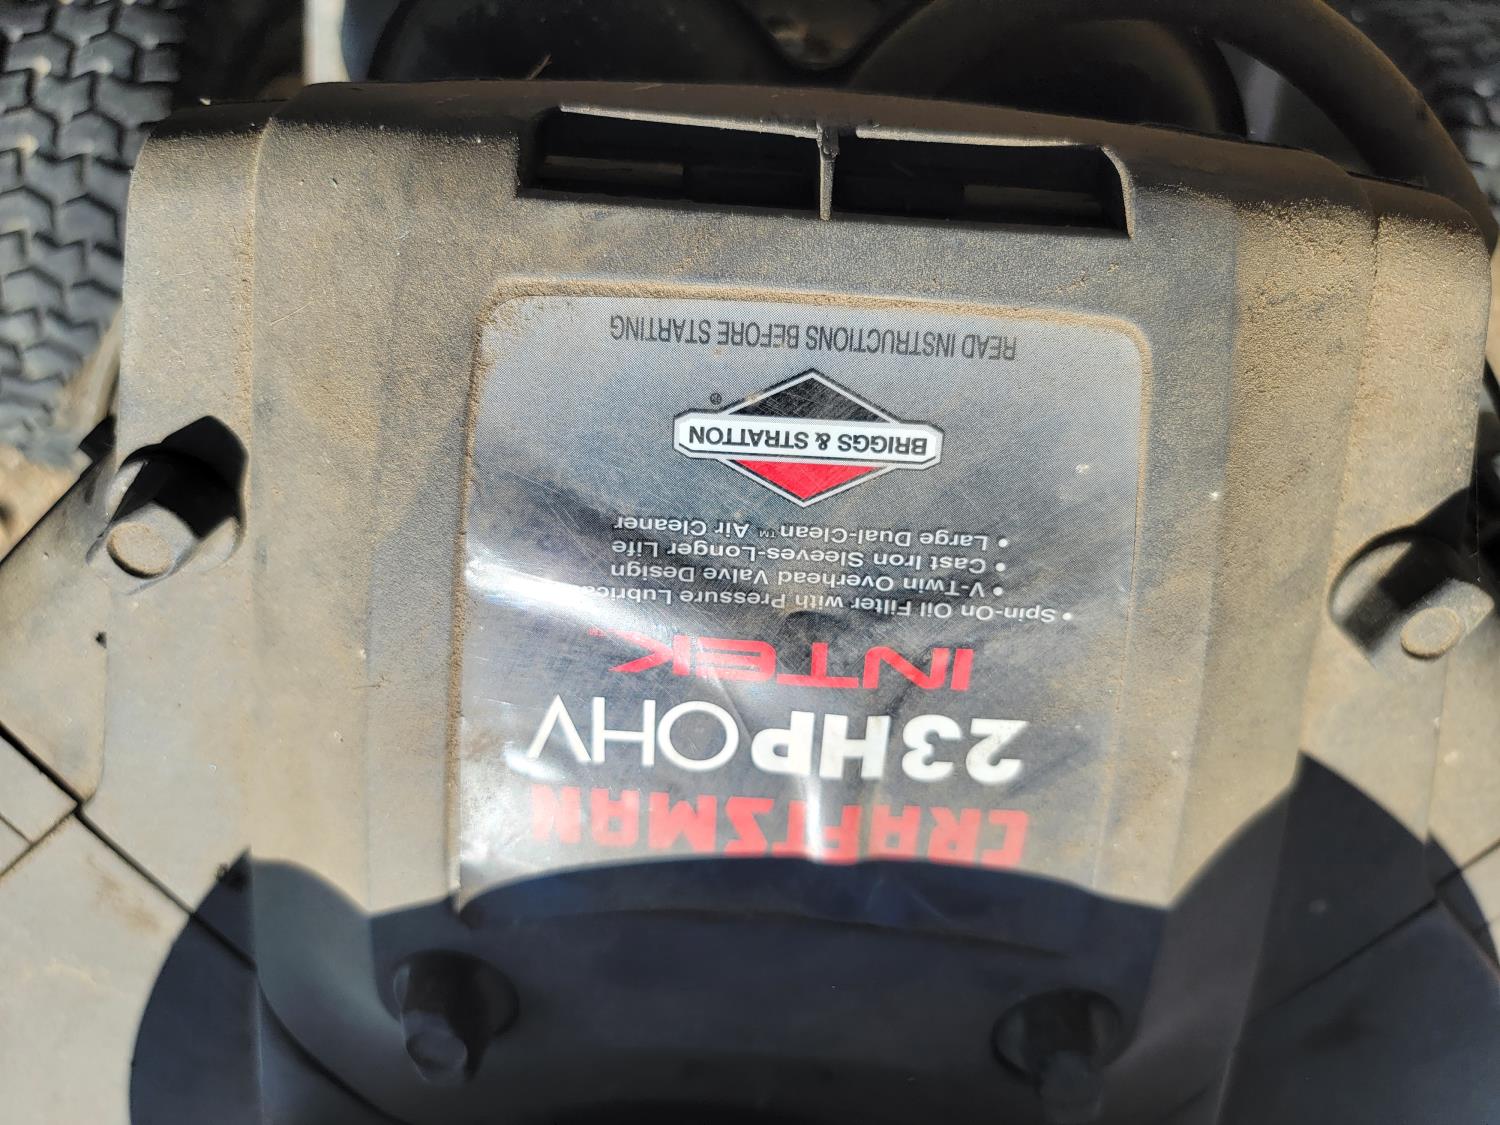 CRAFTSMAN
23HP OHV
INTEK™
• Spin-On Oil Filter with Pressure
• V-Twin Overhead Valve Design
• Cast Iron Sleeves-Longer Life
• Large Dual-Clean™ Air Cleaner
BRIGGS & STRATTON
®
READ INSTRUCTIONS BEFORE STARTING